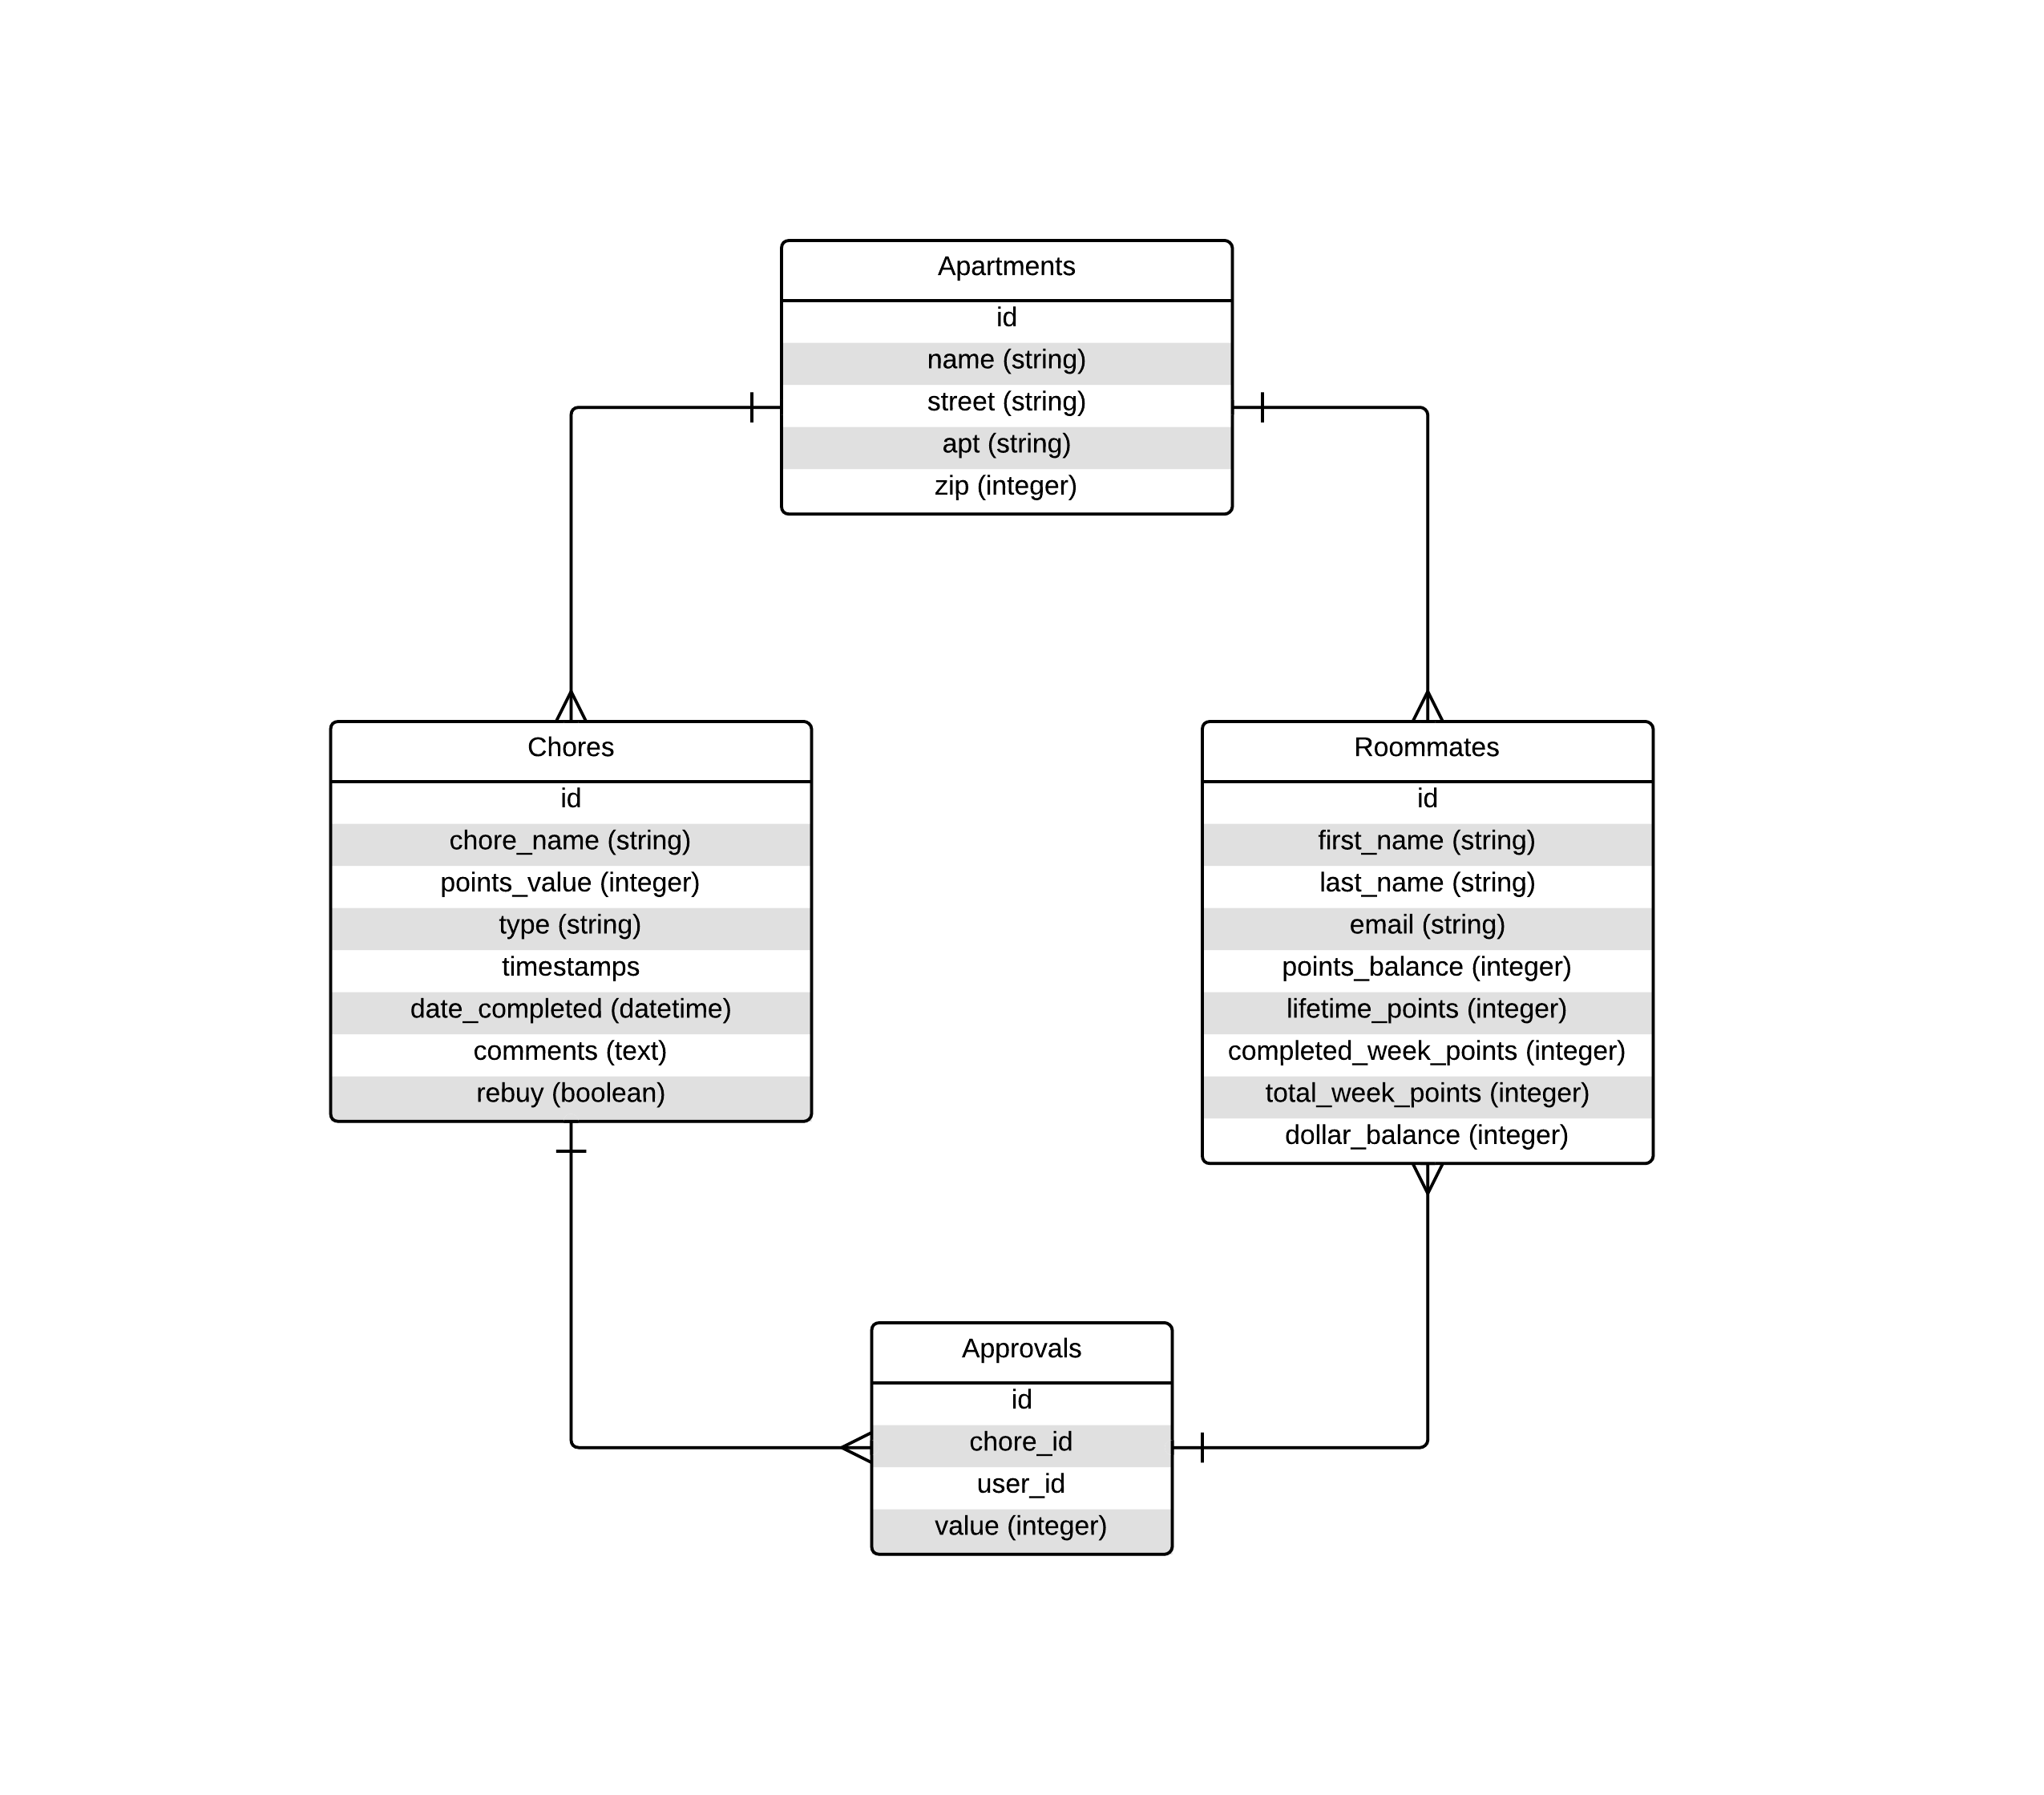 Apartments
id
name (string)
street (string)
apt (string)
zip (integer)
Chores
id
chore_name (string)
points_value (integer)
type (string)
timestamps
date_completed (datetime)
comments (text)
rebuy (boolean)
Roommates
id
first_name (string)
last_name (string)
email (string)
points_balance (integer)
lifetime_points (integer)
completed_week_points (integer)
total_week_points (integer)
dollar_balance (integer)
Approvals
id
chore_id
user_id
value (integer)